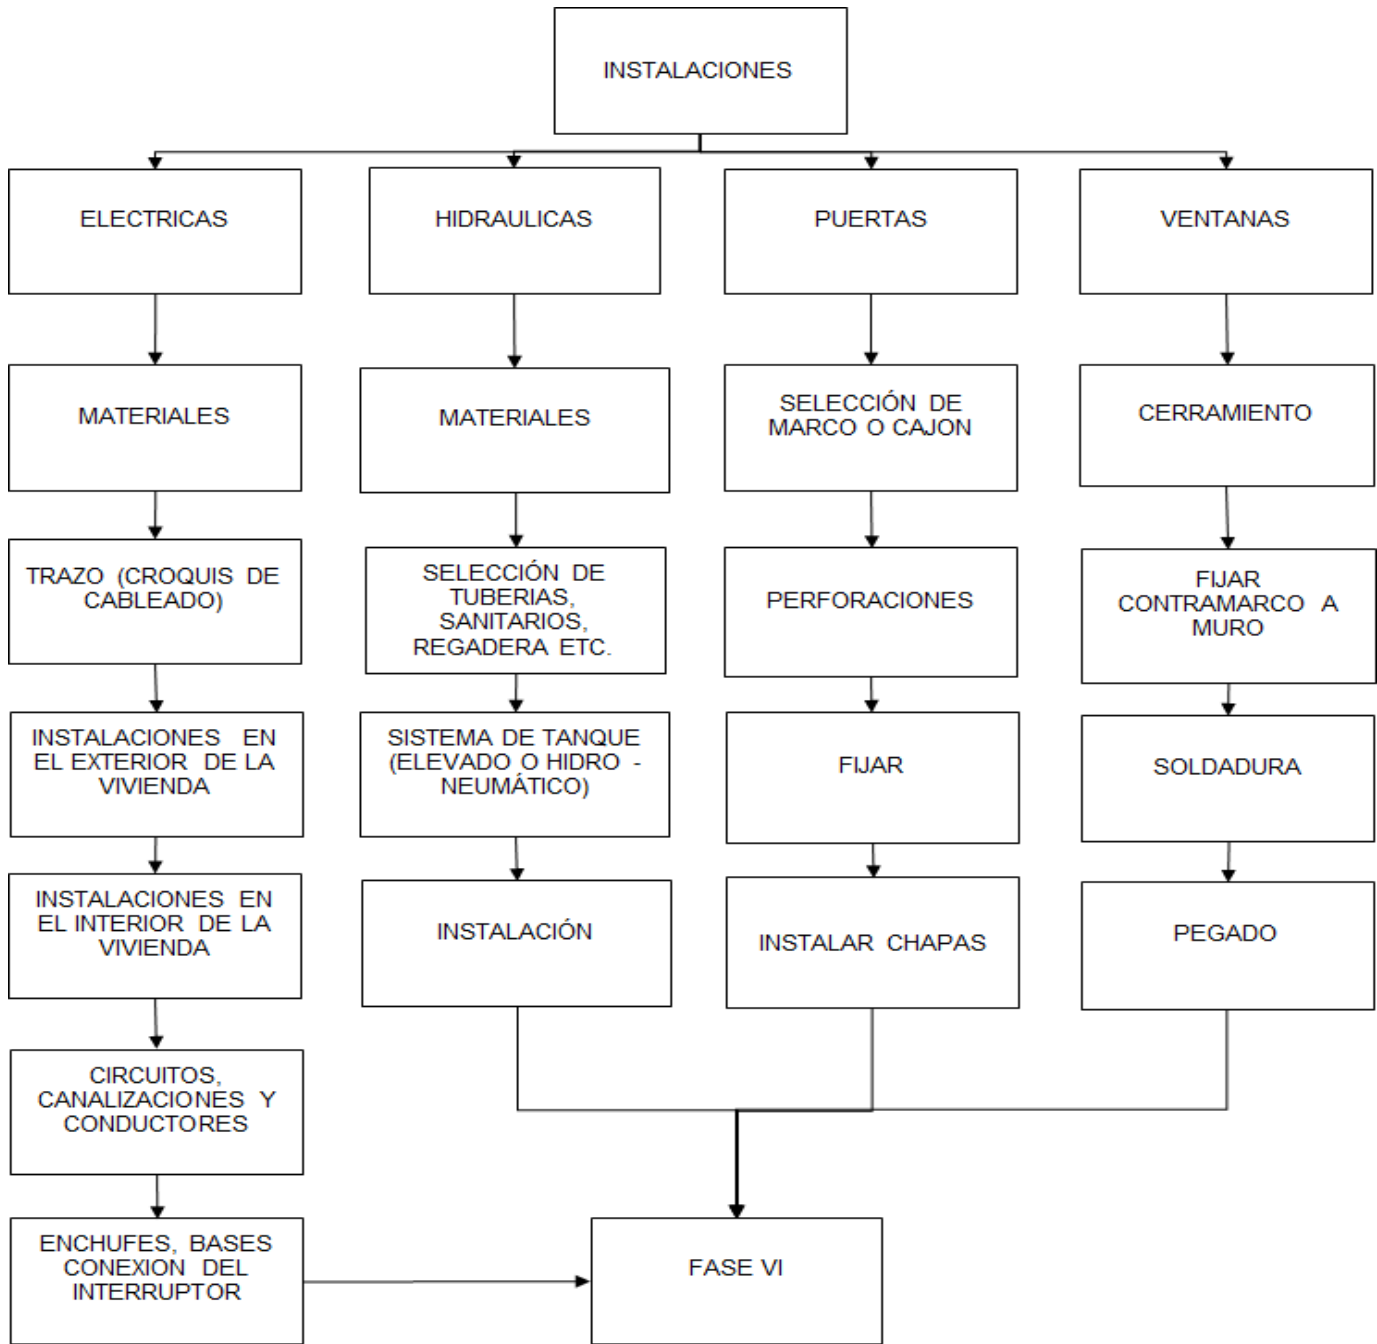 INSTALACIONES
ELECTRICAS
HIDRAULICAS
PUERTAS
VENTANAS
MATERIALES
MATERIALES
SELECCIÓN DE
MARCO O CAJON
CERRAMIENTO
TRAZO (CROQUIS DE
CABLEADO)
SELECCIÓN DE
TUBERIAS,
SANITARIOS,
REGADERA ETC.
PERFORACIONES
FIJAR
CONTRAMARCO A
MURO
INSTALACIONES EN
EL EXTERIOR DE LA
VIVIENDA
SISTEMA DE TANQUE
(ELEVADO O HIDRO -
NEUMÁTICO)
FIJAR
SOLDADURA
INSTALACIONES EN
EL INTERIOR DE LA
VIVIENDA
INSTALACIÓN
INSTALAR CHAPAS
PEGADO
CIRCUITOS,
CANALIZACIONES Y
CONDUCTORES
ENCHUFES, BASES
CONEXION DEL
INTERRUPTOR
FASE VI